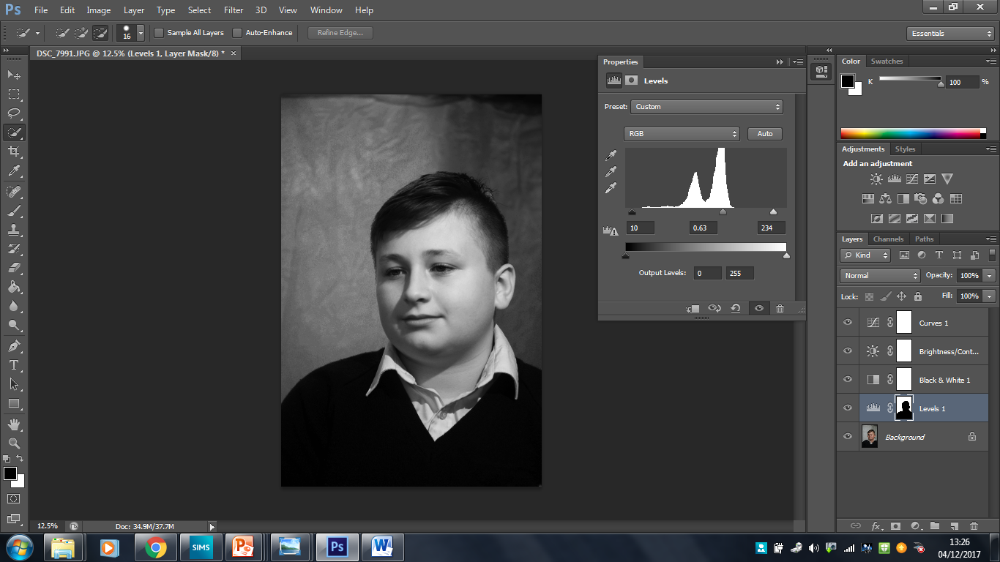 Ps File Edit Image Layer Type Select Filter 3D View Window Help
16 Sample All Layers Auto-Enhance Refine Edge... Essentials
DSC_7991.JPG @ 12.5% (Levels 1, Layer Mask/8) * ×
Properties
Levels
Preset: Custom
RGB Auto
10 0.63 234
Output Levels: 0 255
Color Swatches
K 100 %
Adjustments Styles
Add an adjustment
Layers Channels Paths
Kind T
Normal Opacity: 100%
Lock: Fill: 100%
Curves 1
Brightness/Cont...
Black & White 1
Levels 1
Background
fx
T
12.5% Doc: 34.9M/37.7M
SIMS P Ps W
13:26
04/12/2017